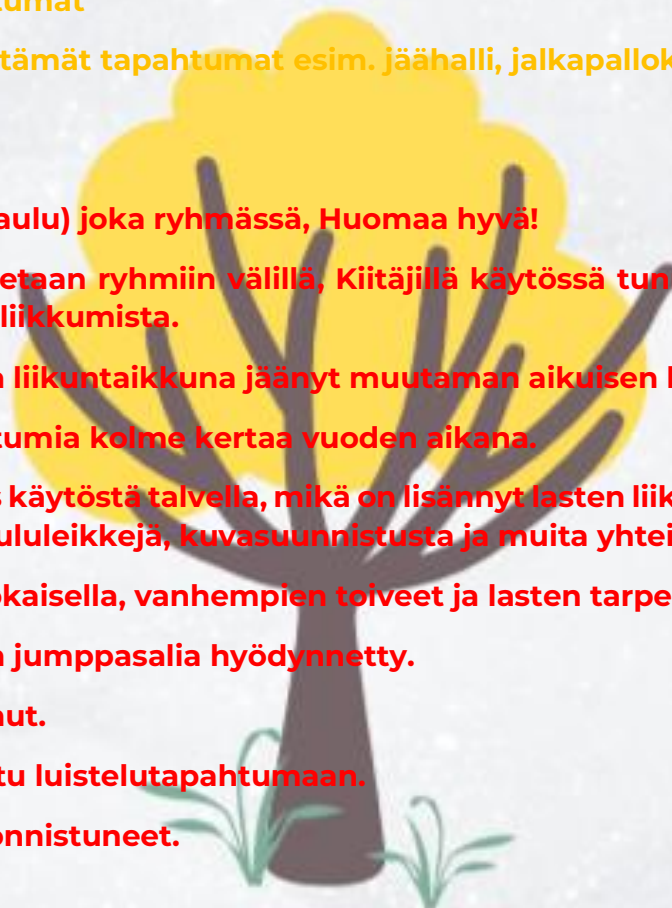 tumat
tämät tapahtumat esim. jäähalli, jalkapallok
aulu) joka ryhmässä, Huomaa hyvä!
etaan ryhmiin välillä, Kiitäjillä käytössä tun
liikkumista.
liikuntaikkuna jäänyt muutaman aikuisen
tumia kolme kertaa vuoden aikana.
käytöstä talvella, mikä on lisännyt lasten liik
ululeikkejä, kuvasuunnistusta ja muita yhtei
okaisella, vanhempien toiveet ja lasten tarpe
jumppasalia hyödynnetty.
nut.
tu luistelutapahtumaan.
onnistuneet.